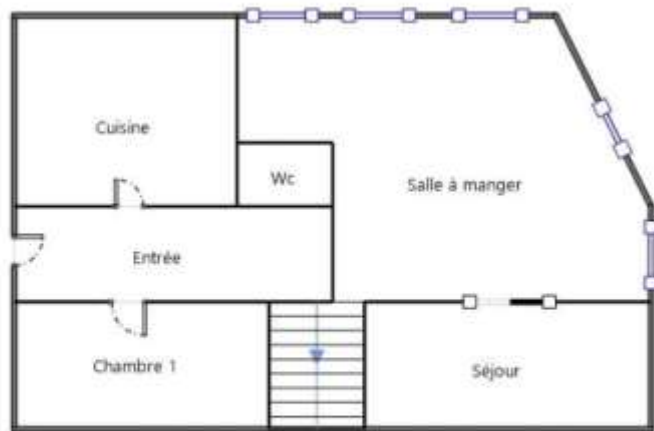 Cuisine
Wc
Salle à manger
Entrée
Chambre 1
Séjour